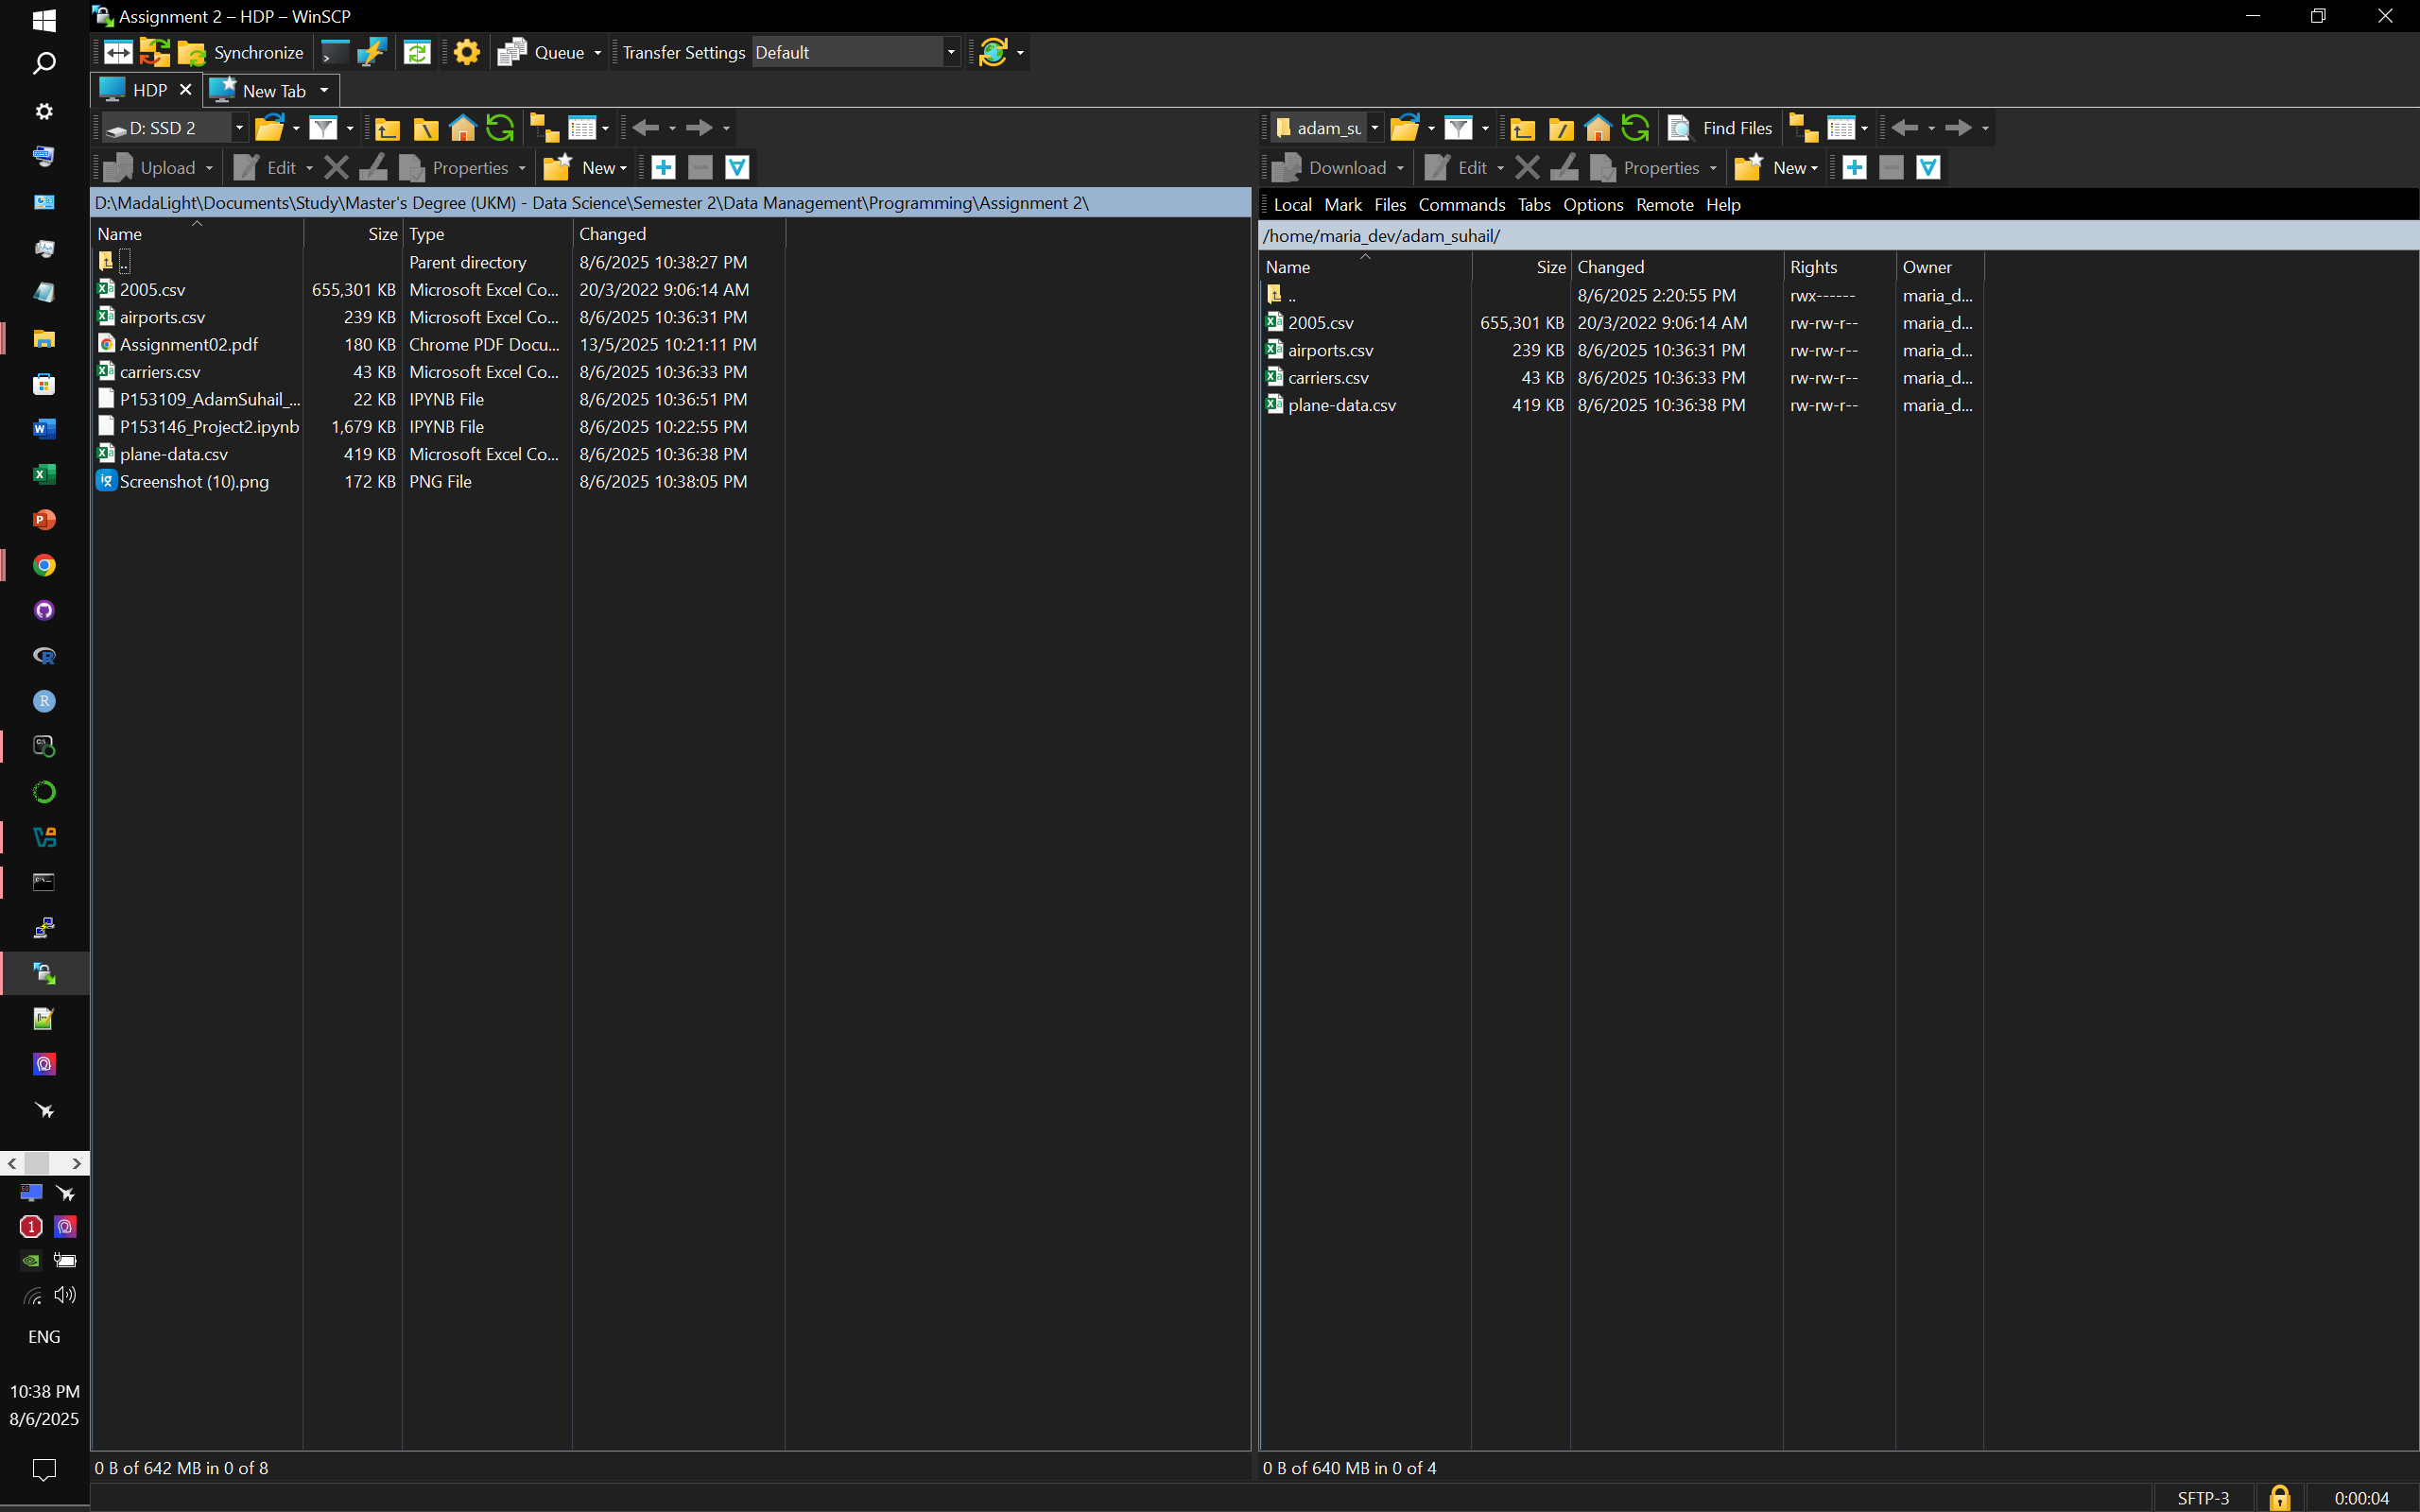 Assignment 2 – HDP – WinSCP
Synchronize Queue Transfer Settings Default
HDP New Tab
D: SSD 2
Upload Edit Properties New
D:\MadaLight\Documents\Study\Master's Degree (UKM) - Data Science\Semester 2\Data Management\Programming\Assignment 2\
Name Size Type Changed
.. Parent directory 8/6/2025 10:38:27 PM
2005.csv 655,301 KB Microsoft Excel Co... 20/3/2022 9:06:14 AM
airports.csv 239 KB Microsoft Excel Co... 8/6/2025 10:36:31 PM
Assignment02.pdf 180 KB Chrome PDF Docu... 13/5/2025 10:21:11 PM
carriers.csv 43 KB Microsoft Excel Co... 8/6/2025 10:36:33 PM
P153109_AdamSuhail_... 22 KB IPYNB File 8/6/2025 10:36:51 PM
P153146_Project2.ipynb 1,679 KB IPYNB File 8/6/2025 10:22:55 PM
plane-data.csv 419 KB Microsoft Excel Co... 8/6/2025 10:36:38 PM
Screenshot (10).png 172 KB PNG File 8/6/2025 10:38:05 PM
0 B of 642 MB in 0 of 8
adam_su Find Files
Download Edit Properties New
Local Mark Files Commands Tabs Options Remote Help
/home/maria_dev/adam_suhail/
Name Size Changed Rights Owner
.. 8/6/2025 2:20:55 PM rwx------ maria_d...
2005.csv 655,301 KB 20/3/2022 9:06:14 AM rw-rw-r-- maria_d...
airports.csv 239 KB 8/6/2025 10:36:31 PM rw-rw-r-- maria_d...
carriers.csv 43 KB 8/6/2025 10:36:33 PM rw-rw-r-- maria_d...
plane-data.csv 419 KB 8/6/2025 10:36:38 PM rw-rw-r-- maria_d...
0 B of 640 MB in 0 of 4
SFTP-3 0:00:04
ENG
10:38 PM
8/6/2025